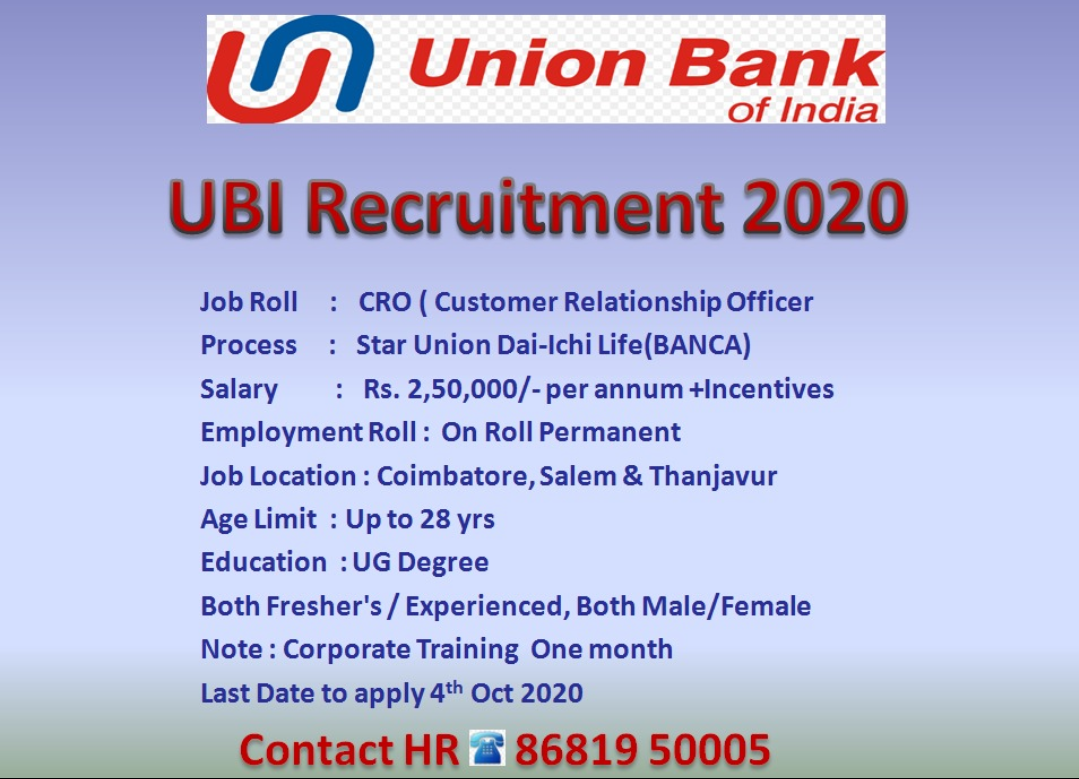 Union Bank
of India
UBI Recruitment 2020
Job Roll : CRO ( Customer Relationship Officer
Process : Star Union Dai-Ichi Life(BANCA)
Salary : Rs. 2,50,000/- per annum +Incentives
Employment Roll : On Roll Permanent
Job Location : Coimbatore, Salem & Thanjavur
Age Limit : Up to 28 yrs
Education : UG Degree
Both Fresher's / Experienced, Both Male/Female
Note : Corporate Training One month
Last Date to apply 4th Oct 2020
Contact HR ☎ 86819 50005